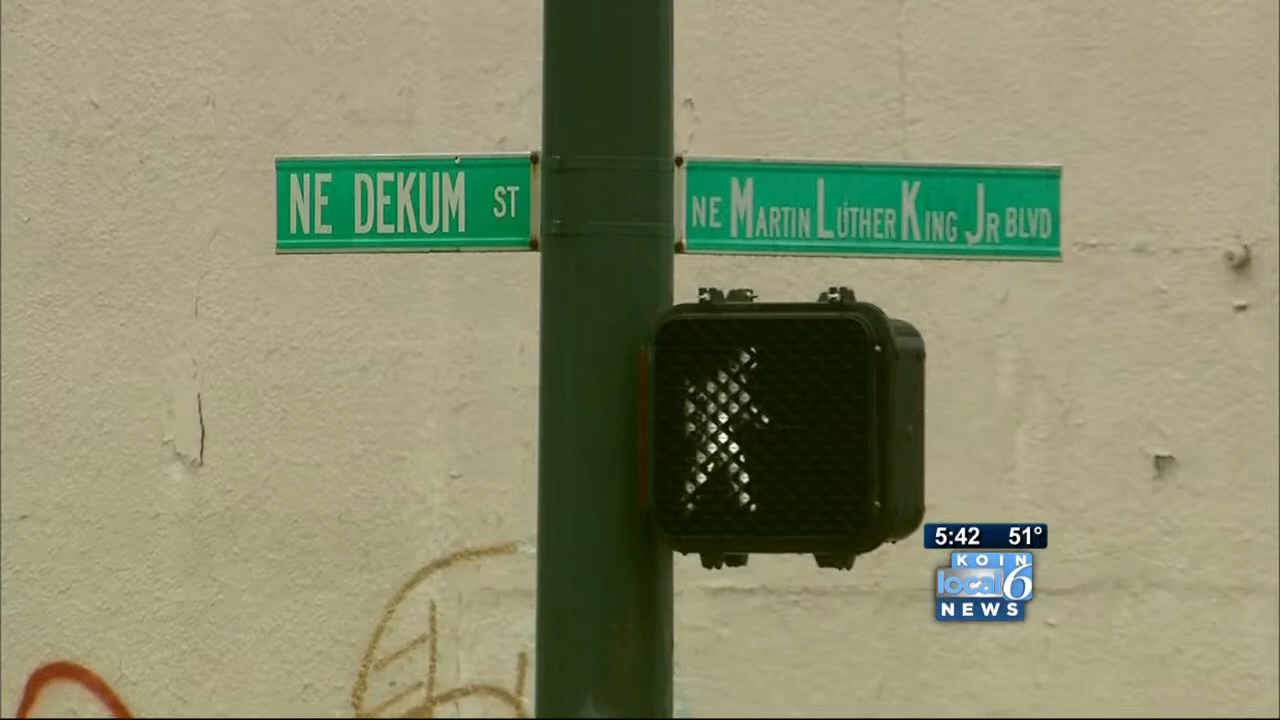 NE DEKUM ST
NE MARTIN LUTHER KING JR BLVD
5:42 51°
KOIN
local 6
NEWS